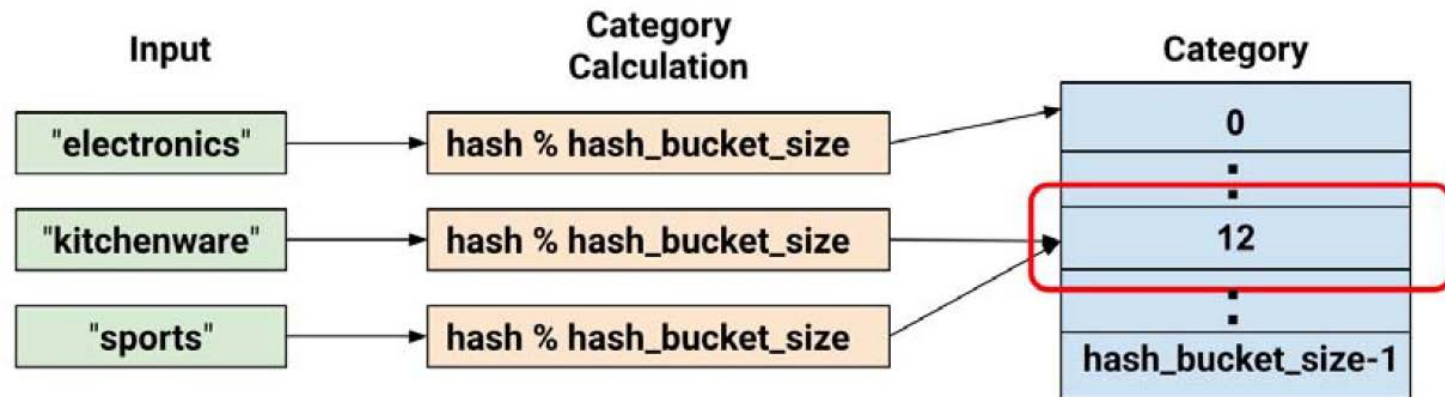 Input
Category
Calculation
Category
"electronics"
hash % hash_bucket_size
0
"kitchenware"
hash % hash_bucket_size
12
"sports"
hash % hash_bucket_size
hash_bucket_size-1